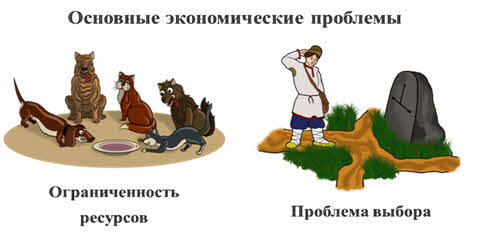 Основные экономические проблемы
Ограниченность
ресурсов
Проблема выбора